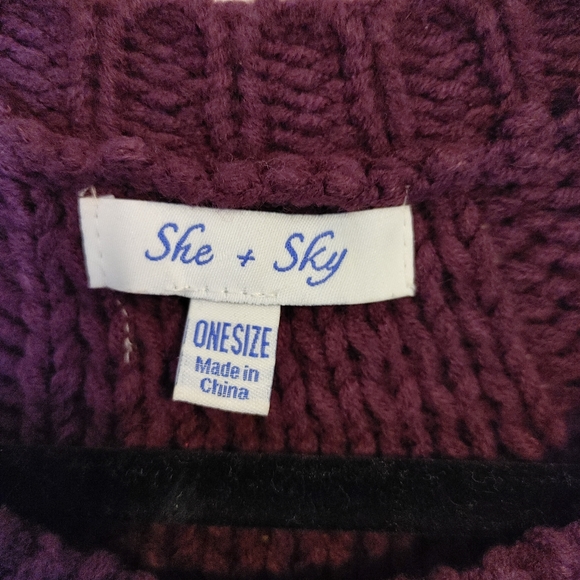 She + Sky
ONESIZE
Made in
China